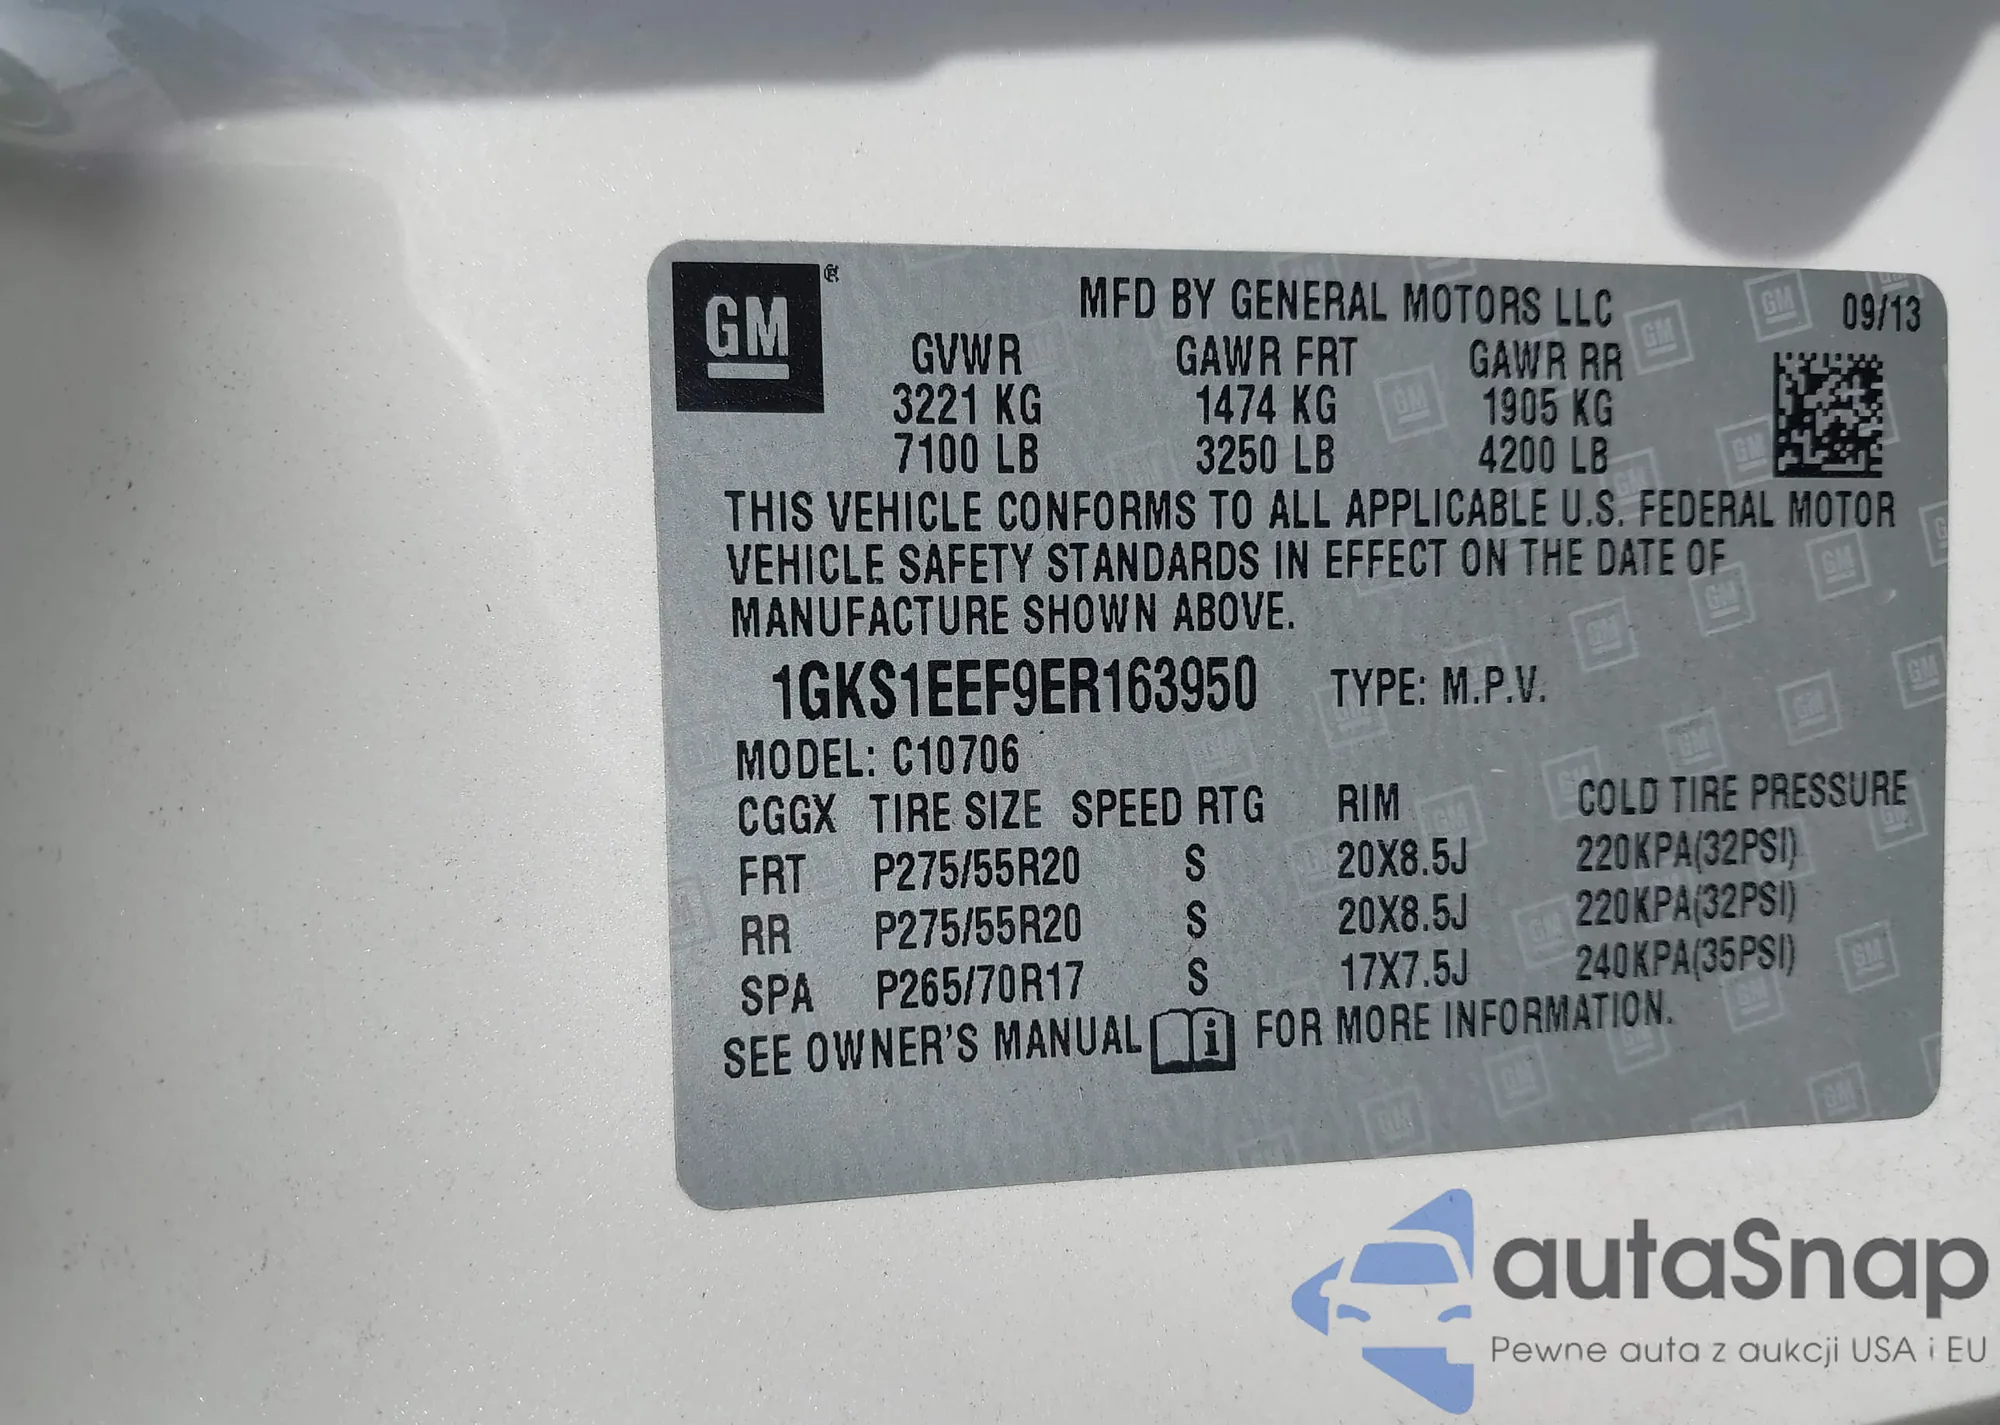 GM®
MFD BY GENERAL MOTORS LLC 09/13
GVWR GAWR FRT GAWR RR
3221 KG 1474 KG 1905 KG
7100 LB 3250 LB 4200 LB
THIS VEHICLE CONFORMS TO ALL APPLICABLE U.S. FEDERAL MOTOR
VEHICLE SAFETY STANDARDS IN EFFECT ON THE DATE OF
MANUFACTURE SHOWN ABOVE.
1GKS1EEF9ER163950 TYPE: M.P.V.
MODEL: C10706
CGGX TIRE SIZE SPEED RTG RIM COLD TIRE PRESSURE
FRT P275/55R20 S 20X8.5J 220KPA(32PSI)
RR P275/55R20 S 20X8.5J 220KPA(32PSI)
SPA P265/70R17 S 17X7.5J 240KPA(35PSI)
SEE OWNER'S MANUAL i FOR MORE INFORMATION.
autaSnap
Pewne auta z aukcji USA i EU